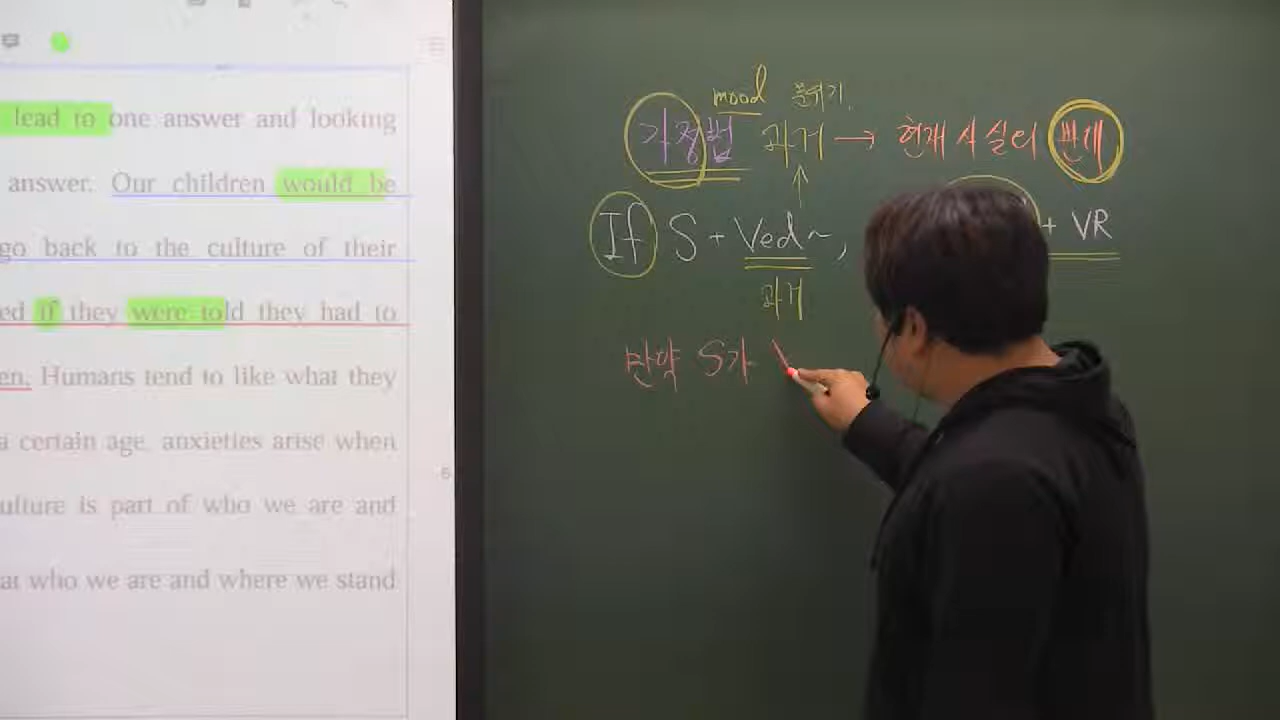 lead to one answer and looking
answer. Our children would be
go back to the culture of their
ed if they were told they had to
en. Humans tend to like what they
a certain age, anxieties arise when
ulture is part of who we are and
at who we are and where we stand
6
mood 분위기.
가정법 과거 → 현재 사실의 반대
If S + Ved~, + VR
과거
만약 S가